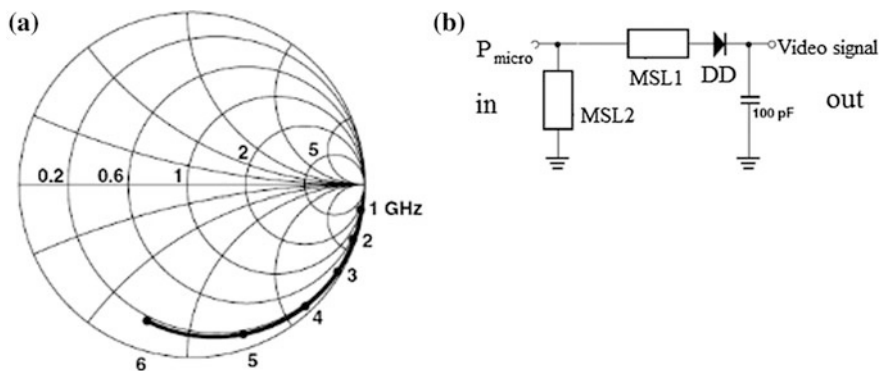 (a)
0.2 0.6 1 2 5
1 GHz
2
3
4
5
6
(b)
P micro
in
MSL2
MSL1
DD
100 pF
Video signal
out